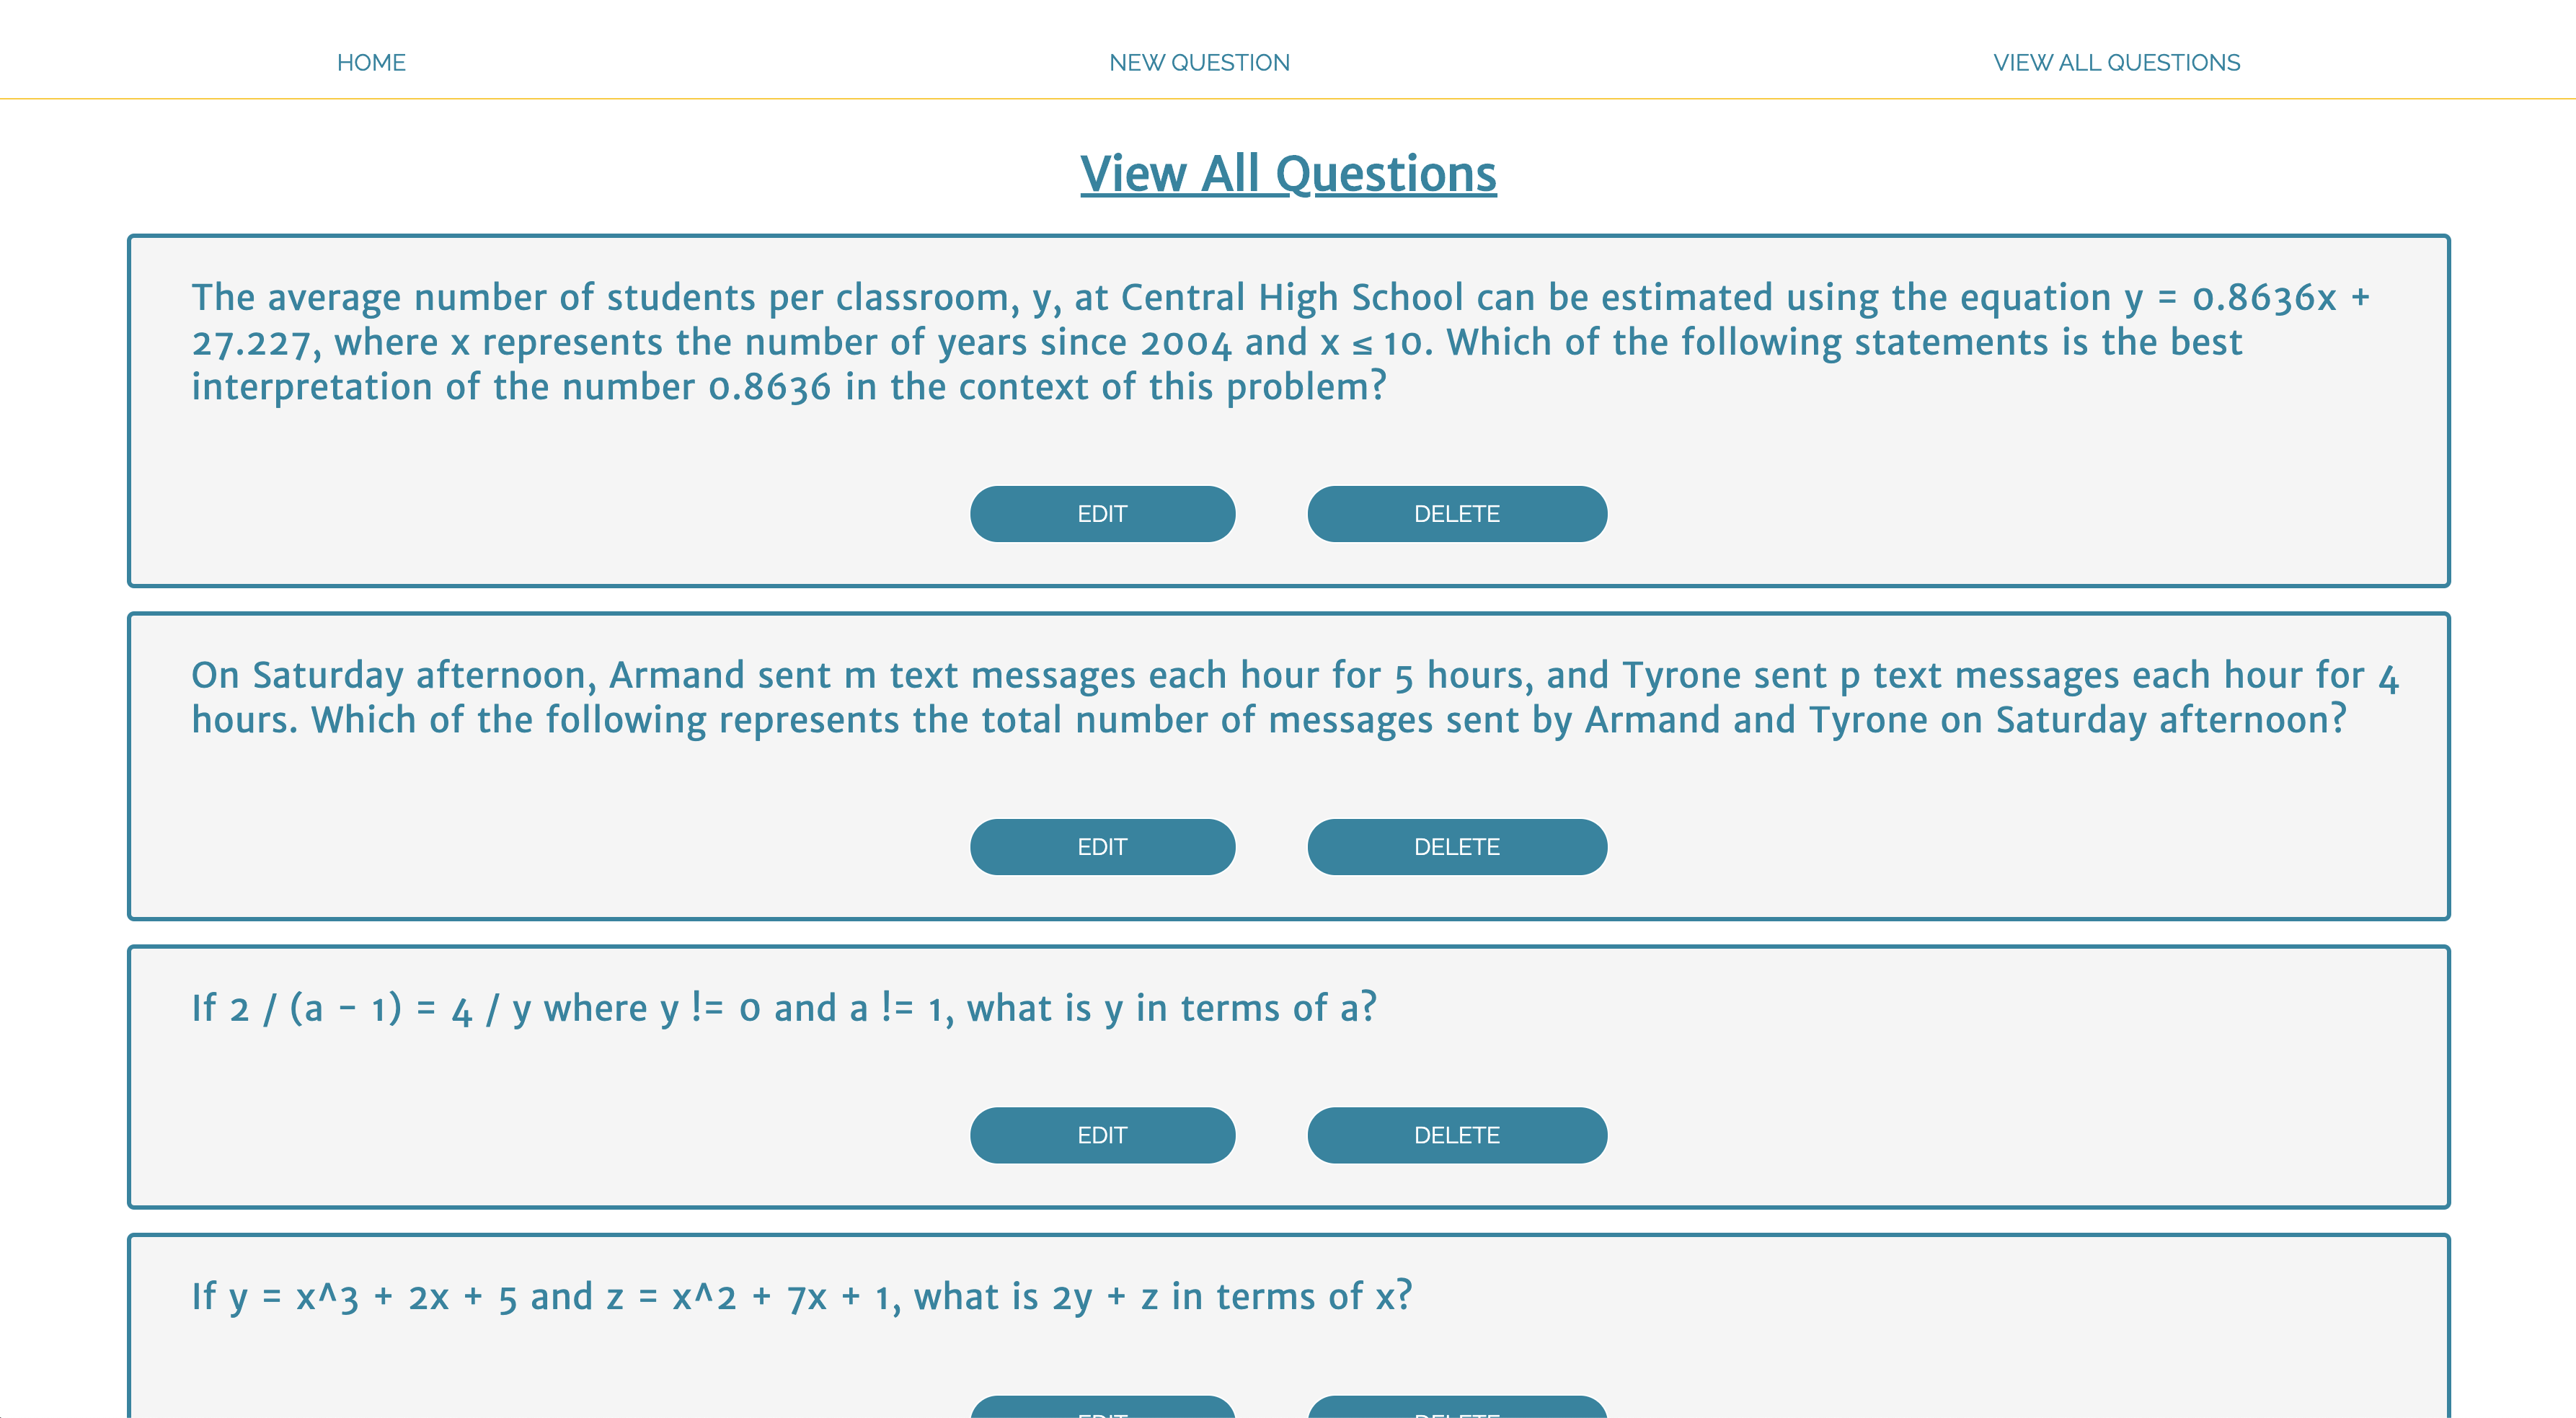 HOME
NEW QUESTION
VIEW ALL QUESTIONS
View All Questions
The average number of students per classroom, y, at Central High School can be estimated using the equation y = 0.8636x +
27.227, where x represents the number of years since 2004 and x ≤ 10. Which of the following statements is the best
interpretation of the number 0.8636 in the context of this problem?
EDIT
DELETE
On Saturday afternoon, Armand sent m text messages each hour for 5 hours, and Tyrone sent p text messages each hour for 4
hours. Which of the following represents the total number of messages sent by Armand and Tyrone on Saturday afternoon?
EDIT
DELETE
If 2 / (a − 1) = 4 / y where y != 0 and a != 1, what is y in terms of a?
EDIT
DELETE
If y = x^3 + 2x + 5 and z = x^2 + 7x + 1, what is 2y + z in terms of x?
EDIT
DELETE